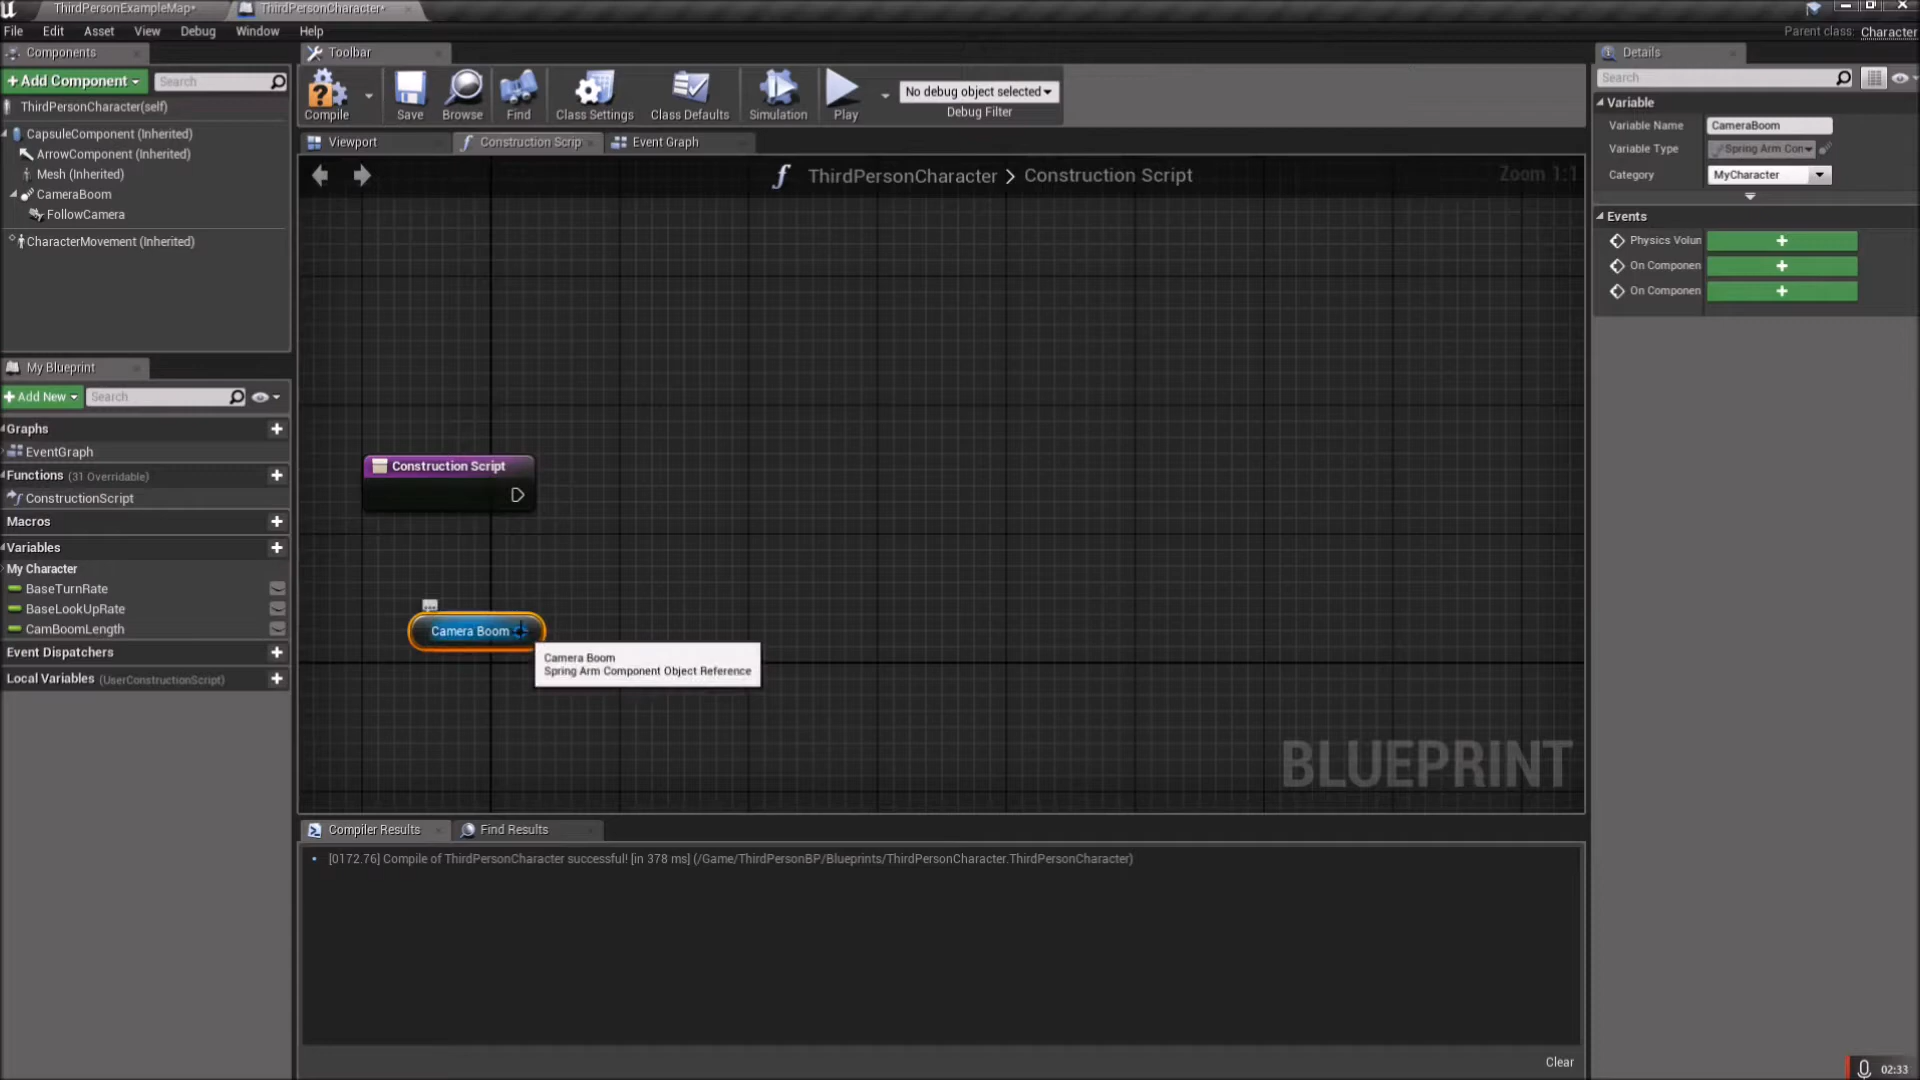 ThirdPersonExampleMap*
ThirdPersonCharacter*
File Edit Asset View Debug Window Help
Parent class: Character
Components
Toolbar
Details
+Add Component
Search
Search
ThirdPersonCharacter(self)
Variable
CapsuleComponent (Inherited)
ArrowComponent (Inherited)
Mesh (Inherited)
CameraBoom
FollowCamera
CharacterMovement (Inherited)
Compile
Save
Browse
Find
Class Settings
Class Defaults
Simulation
Play
No debug object selected
Debug Filter
Variable Name CameraBoom
Variable Type Spring Arm Con
Category MyCharacter
Viewport
Construction Scrip
Event Graph
ThirdPersonCharacter > Construction Script
Zoom 1:1
Events
Physics Volun
On Componen
On Componen
My Blueprint
+Add New
Search
Graphs
EventGraph
Functions (31 Overridable)
ConstructionScript
Macros
Variables
My Character
BaseTurnRate
BaseLookUpRate
CamBoomLength
Event Dispatchers
Local Variables (UserConstructionScript)
Construction Script
Camera Boom
Camera Boom
Spring Arm Component Object Reference
BLUEPRINT
Compiler Results
Find Results
[0172.76] Compile of ThirdPersonCharacter successful! [in 378 ms] (/Game/ThirdPersonBP/Blueprints/ThirdPersonCharacter.ThirdPersonCharacter)
Clear
02:33